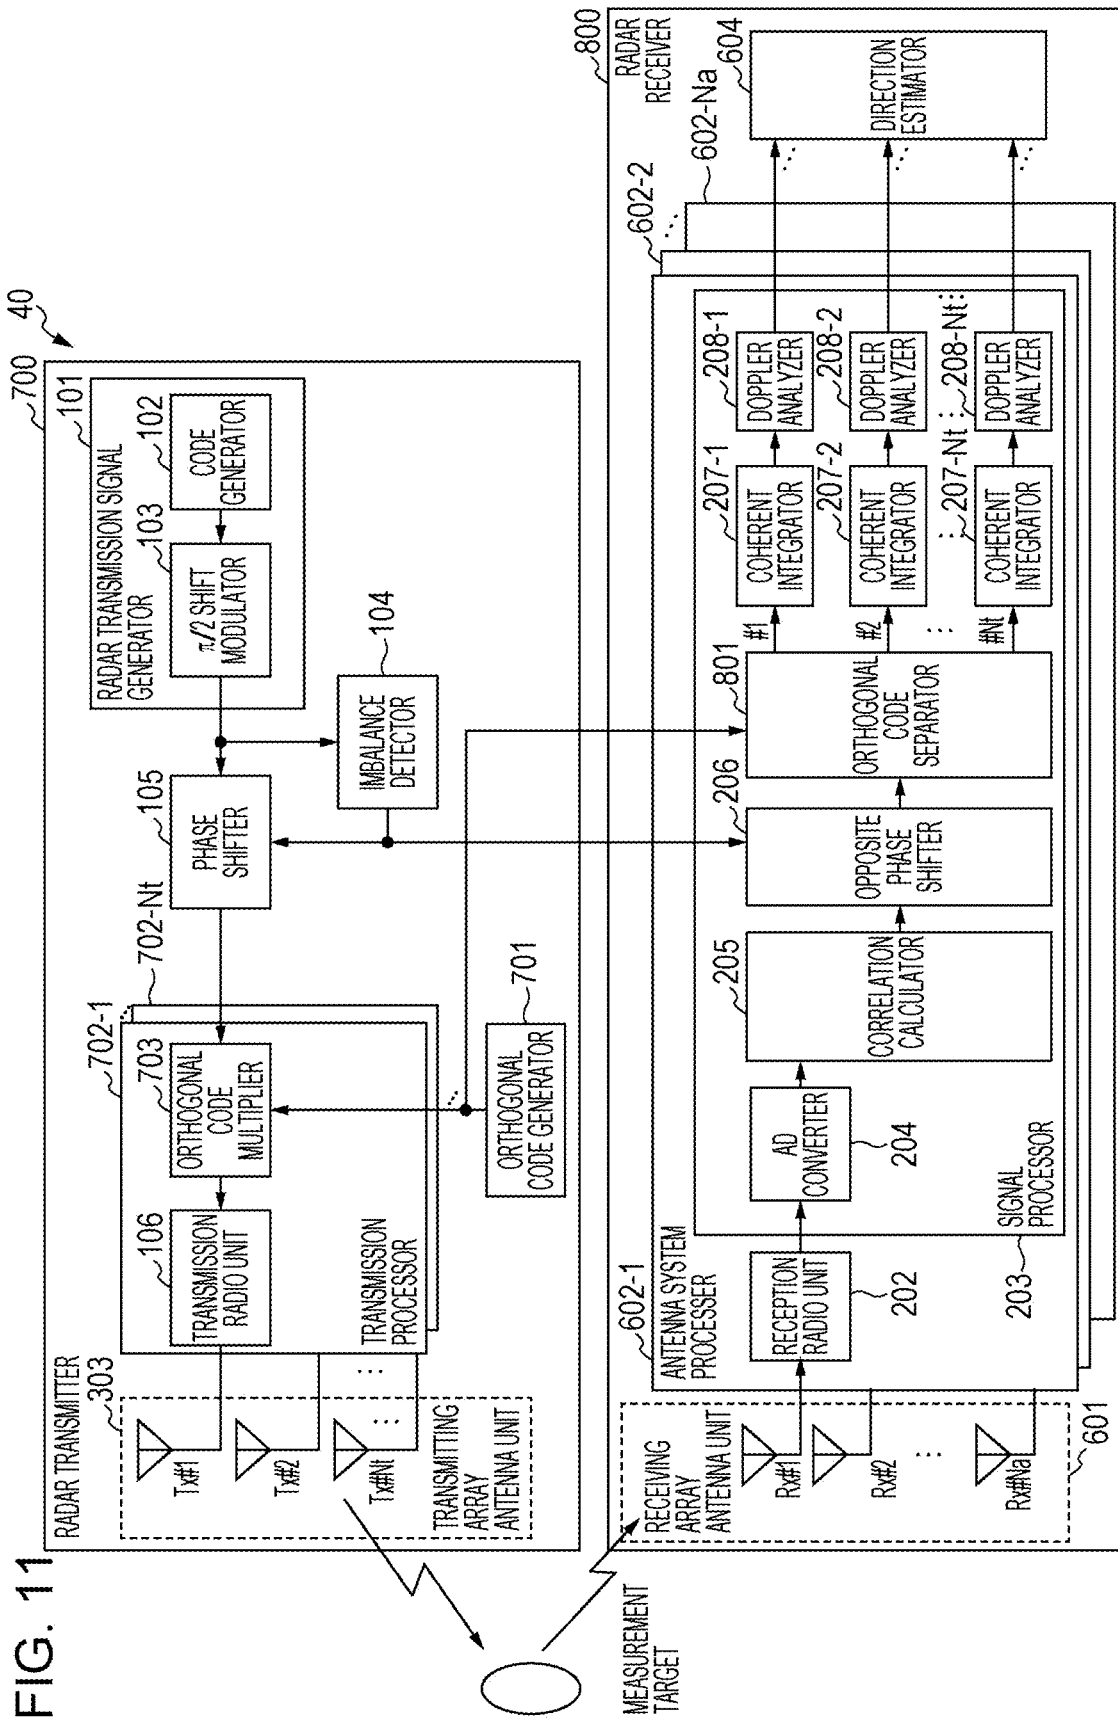 FIG. 11
40
700
RADAR TRANSMITTER
303
Tx#1
Tx#2
Tx#Nt
⋮
⋮
TRANSMITTING
ARRAY
ANTENNA UNIT
702-1
702-Nt
106
TRANSMISSION
RADIO UNIT
703
ORTHOGONAL
CODE
MULTIPLIER
TRANSMISSION
PROCESSOR
701
ORTHOGONAL
CODE GENERATOR
105
PHASE
SHIFTER
104
IMBALANCE
DETECTOR
101
RADAR TRANSMISSION SIGNAL
GENERATOR
103
π/2 SHIFT
MODULATOR
102
CODE
GENERATOR
MEASUREMENT
TARGET
800
RADAR
RECEIVER
RECEIVING
ARRAY
ANTENNA UNIT
Rx#1
Rx#2
⋮
Rx#Na
601
602-1
602-2
602-Na
ANTENNA SYSTEM
PROCESSER
RECEPTION
RADIO UNIT
202
SIGNAL
PROCESSOR
203
AD
CONVERTER
204
205
CORRELATION
CALCULATOR
206
OPPOSITE
PHASE
SHIFTER
801
ORTHOGONAL
CODE
SEPARATOR
#1
#2
⋮
#Nt
207-1
COHERENT
INTEGRATOR
207-2
COHERENT
INTEGRATOR
207-Nt
COHERENT
INTEGRATOR
208-1
DOPPLER
ANALYZER
208-2
DOPPLER
ANALYZER
208-Nt
DOPPLER
ANALYZER
604
DIRECTION
ESTIMATOR